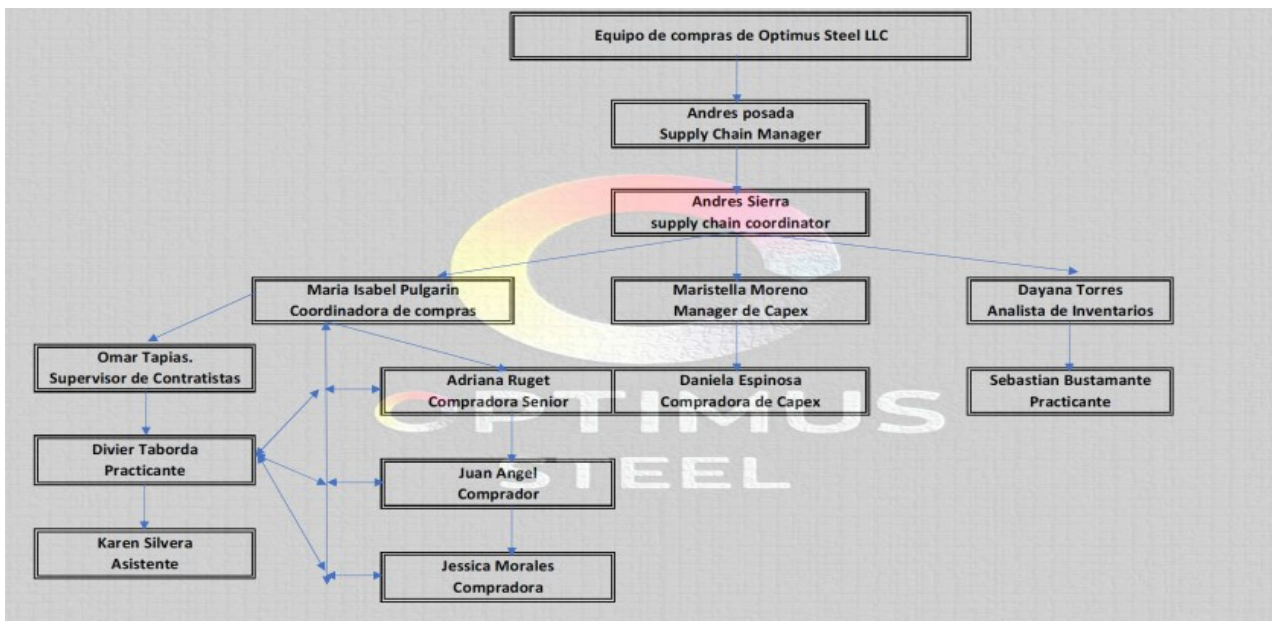 Equipo de compras de Optimus Steel LLC
Andres posada
Supply Chain Manager
Andres Sierra
supply chain coordinator
Maria Isabel Pulgarin
Coordinadora de compras
Maristella Moreno
Manager de Capex
Dayana Torres
Analista de Inventarios
Omar Tapias.
Supervisor de Contratistas
Adriana Ruget
Compradora Senior
Daniela Espinosa
Compradora de Capex
Sebastian Bustamante
Practicante
OPTIMUS
STEEL
Divier Taborda
Practicante
Juan Angel
Comprador
Karen Silvera
Asistente
Jessica Morales
Compradora